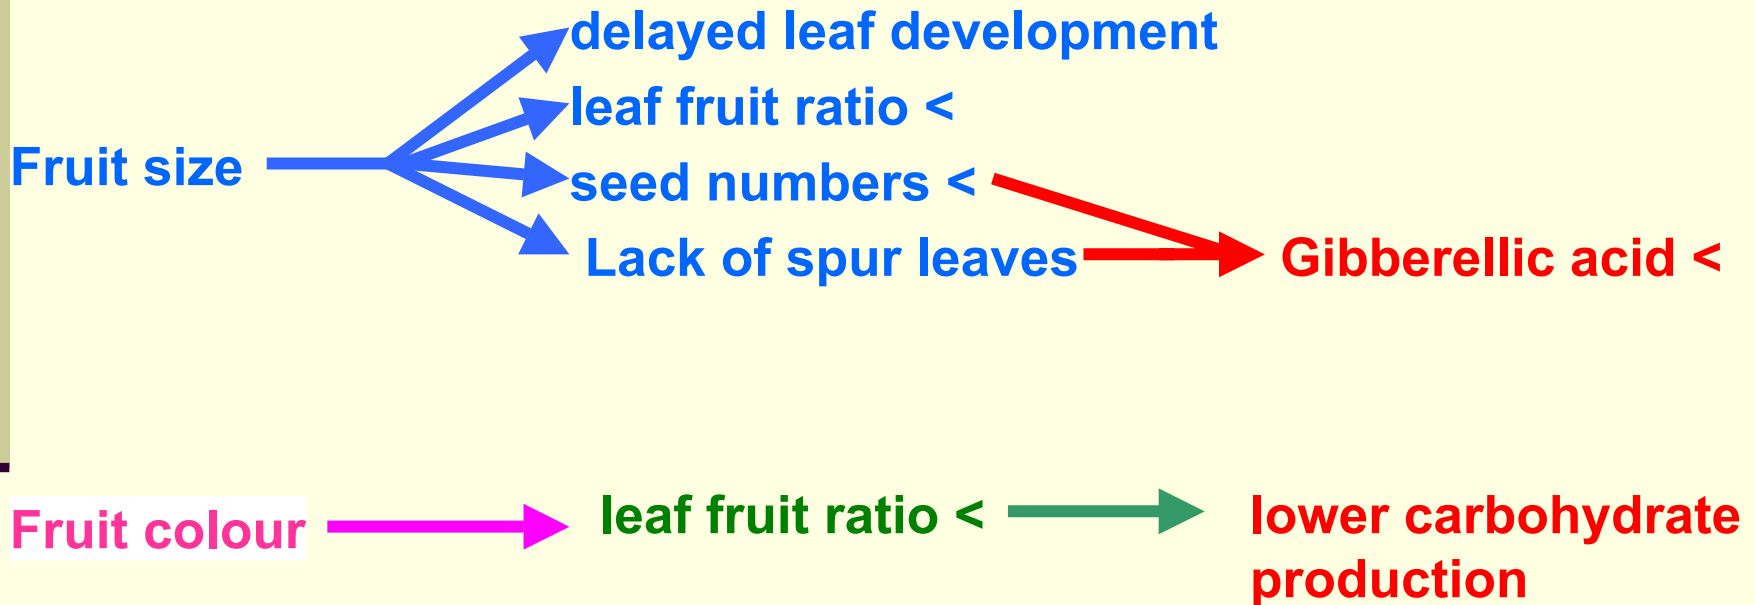 delayed leaf development
leaf fruit ratio <
Fruit size
seed numbers <
Lack of spur leaves
Gibberellic acid <
Fruit colour
leaf fruit ratio <
lower carbohydrate
production